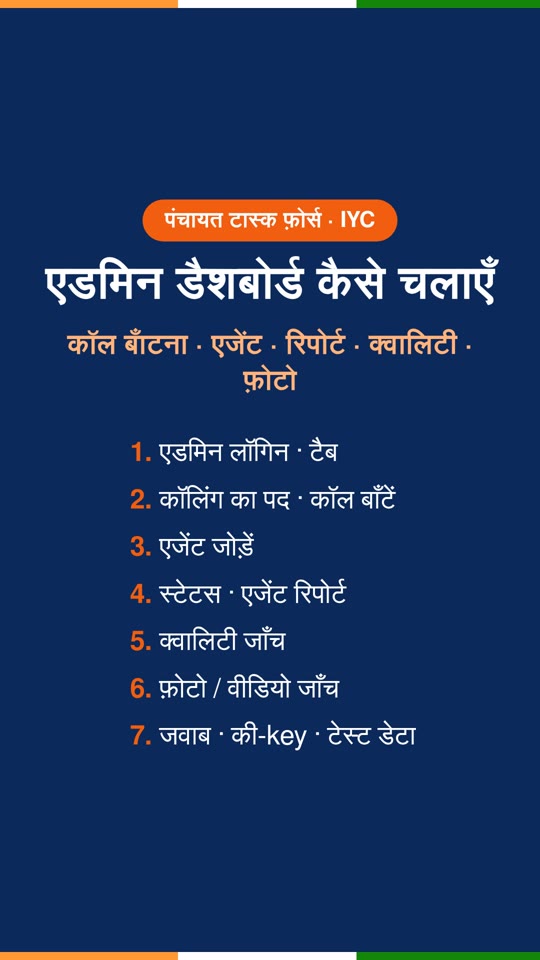 पंचायत टास्क फ़ोर्स · IYC
एडमिन डैशबोर्ड कैसे चलाएँ
कॉल बाँटना · एजेंट · रिपोर्ट · क्वालिटी ·
फ़ोटो
1. एडमिन लॉगिन · टैब
2. कॉलिंग का पद · कॉल बाँटें
3. एजेंट जोड़ें
4. स्टेटस · एजेंट रिपोर्ट
5. क्वालिटी जाँच
6. फ़ोटो / वीडियो जाँच
7. जवाब · की-key · टेस्ट डेटा